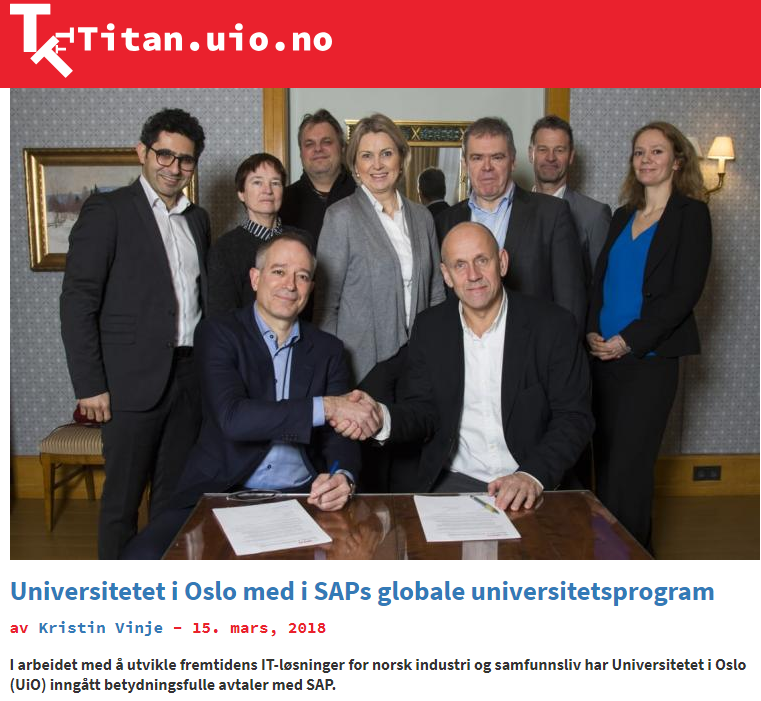 Titan.uio.no
Universitetet i Oslo med i SAPs globale universitetsprogram
av Kristin Vinje – 15. mars, 2018
I arbeidet med å utvikle fremtidens IT-løsninger for norsk industri og samfunnsliv har Universitetet i Oslo
(UiO) inngått betydningsfulle avtaler med SAP.